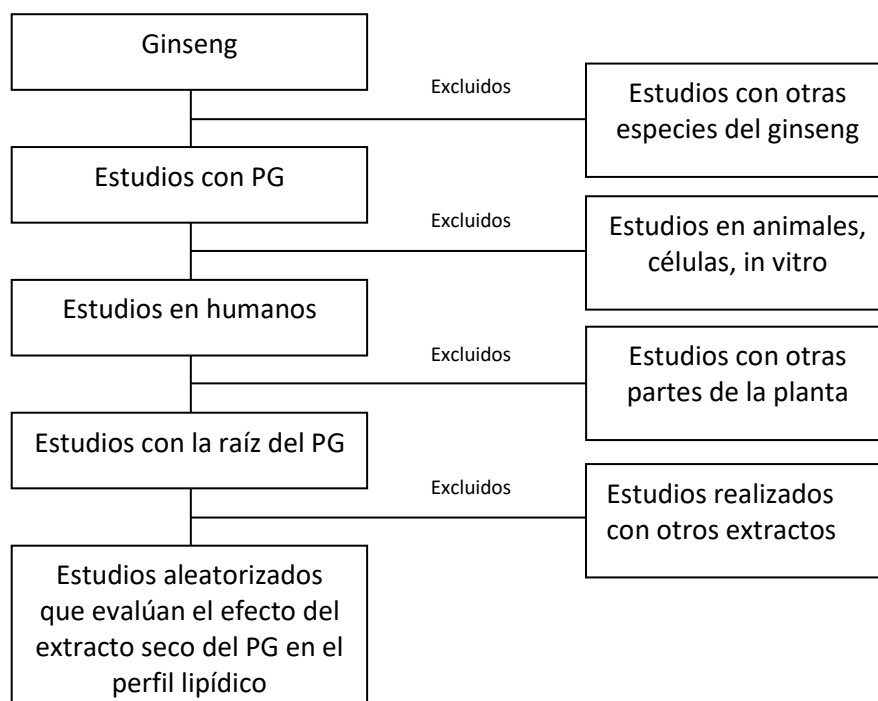 Ginseng
Excluidos
Estudios con otras
especies del ginseng
Estudios con PG
Excluidos
Estudios en animales,
células, in vitro
Estudios en humanos
Excluidos
Estudios con otras
partes de la planta
Estudios con la raíz del PG
Excluidos
Estudios realizados
con otros extractos
Estudios aleatorizados
que evalúan el efecto del
extracto seco del PG en el
perfil lipídico